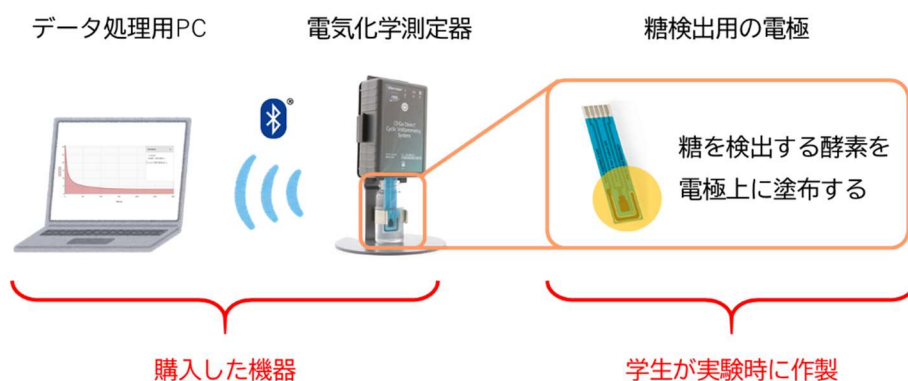 データ処理用PC
電気化学測定器
糖検出用の電極
糖を検出する酵素を
電極上に塗布する
購入した機器
学生が実験時に作製